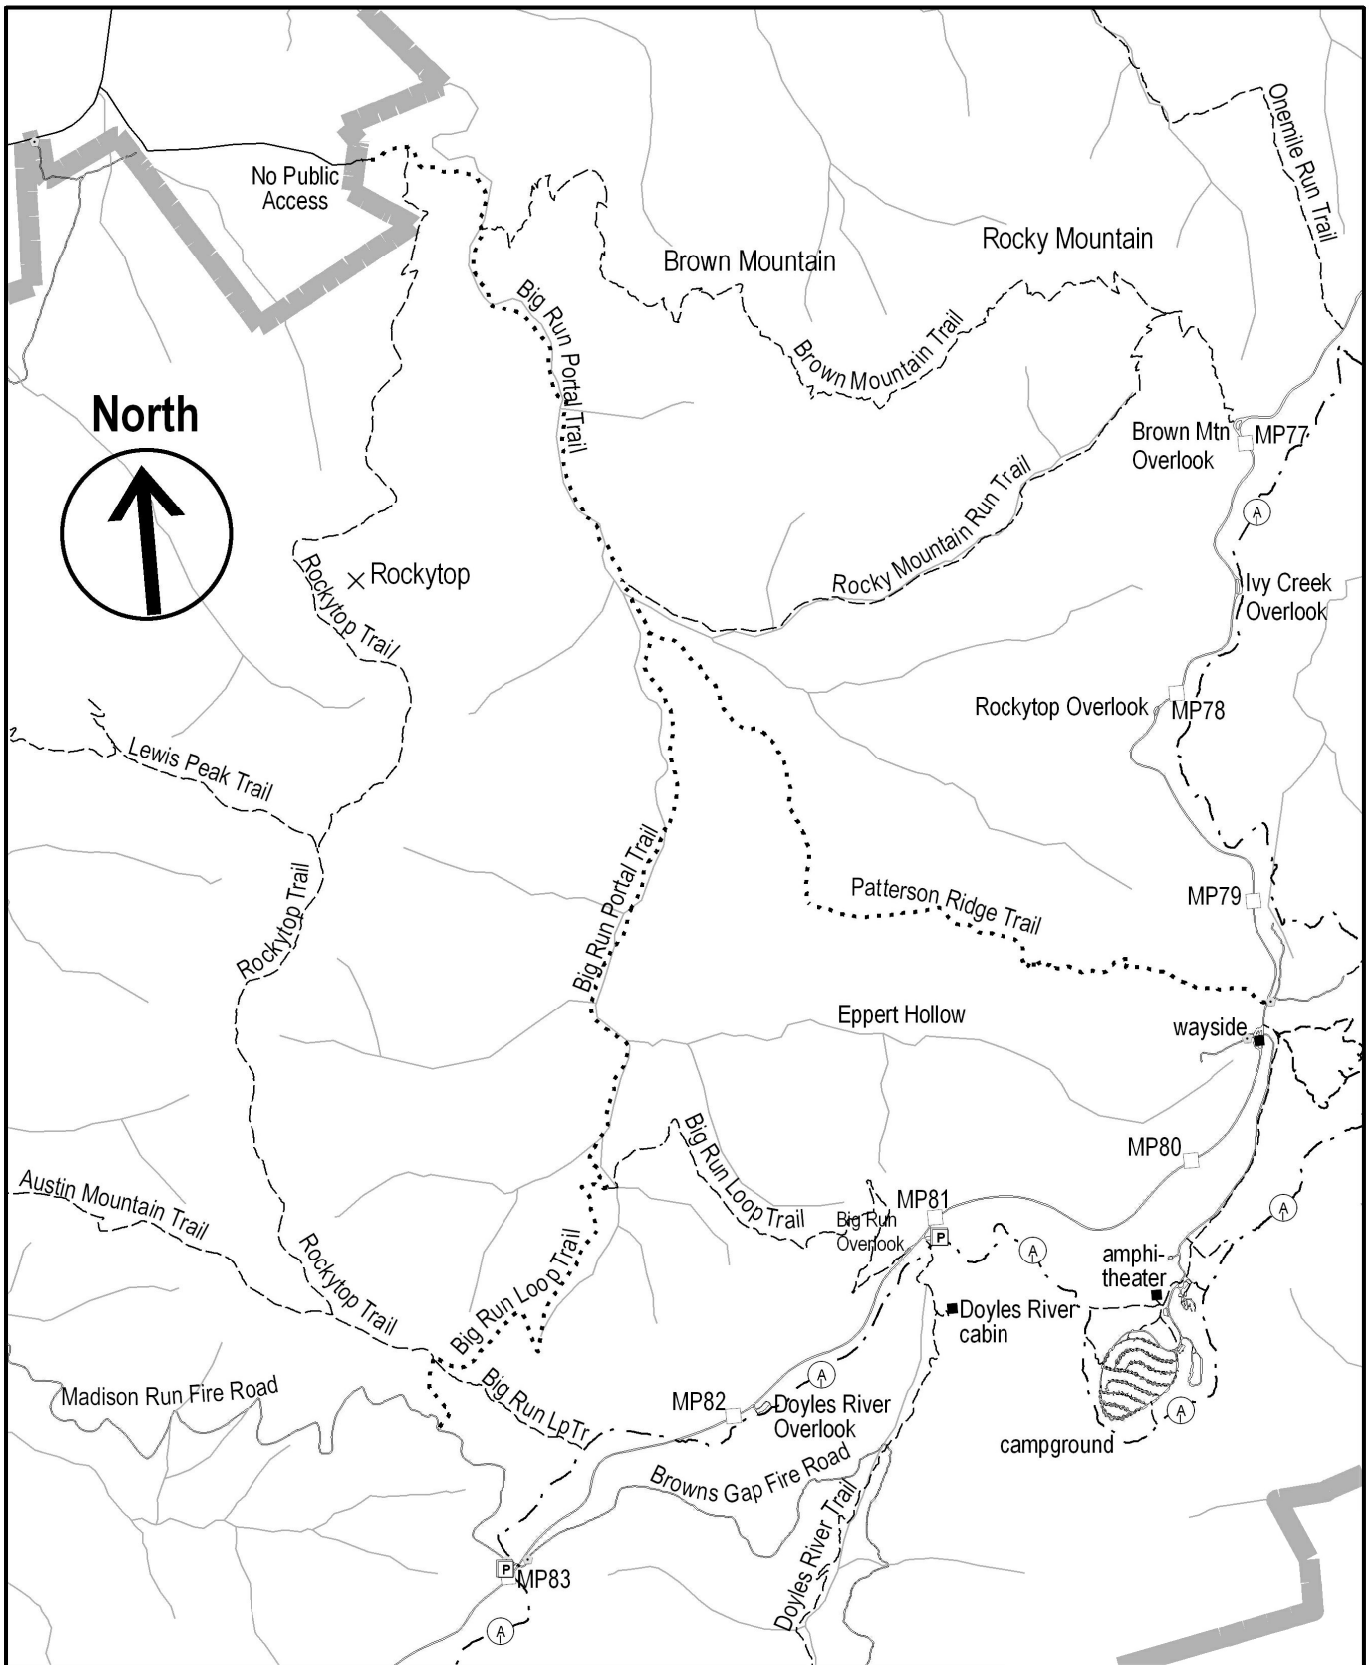 Onemile Run Trail
No Public
Access
Rocky Mountain
Brown Mountain
Big Run Portal Trail
Brown Mountain Trail
North
Brown Mtn
Overlook
MP77
A
Rocky Mountain Run Trail
Rockytop
Ivy Creek
Overlook
Rockytop Trail
Rockytop Overlook
MP78
Lewis Peak Trail
Big Run Portal Trail
Rockytop Trail
Patterson Ridge Trail
MP79
Eppert Hollow
wayside
Big Run Loop Trail
MP80
Austin Mountain Trail
MP81
Big Run
Overlook
P
A
A
Rockytop Trail
Big Run Loop Trail
amphi-
theater
Doyles River
cabin
Madison Run Fire Road
Big Run LpTr
A
MP82
Doyles River
Overlook
A
campground
Browns Gap Fire Road
Doyles River Trail
P
MP83
A